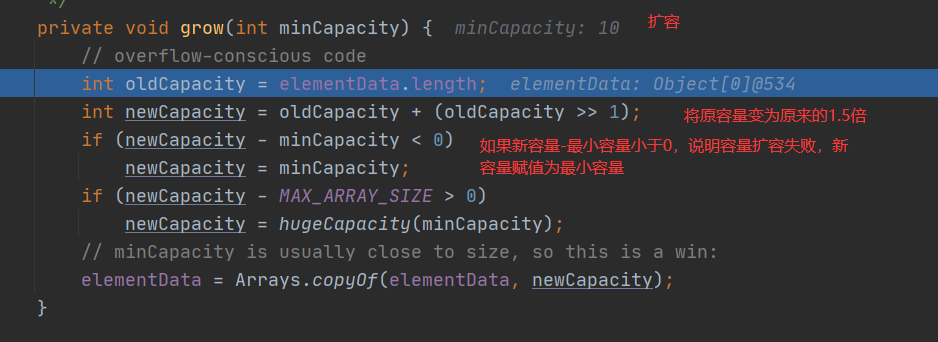 */
private void grow(int minCapacity) {  minCapacity: 10  扩容
// overflow-conscious code
int oldCapacity = elementData.length;  elementData: Object[0]@534
int newCapacity = oldCapacity + (oldCapacity >> 1);  将原容量变为原来的1.5倍
if (newCapacity - minCapacity < 0)  如果新容量-最小容量小于0，说明容量扩容失败，新
newCapacity = minCapacity;  容量赋值为最小容量
if (newCapacity - MAX_ARRAY_SIZE > 0)
newCapacity = hugeCapacity(minCapacity);
// minCapacity is usually close to size, so this is a win:
elementData = Arrays.copyOf(elementData, newCapacity);
}